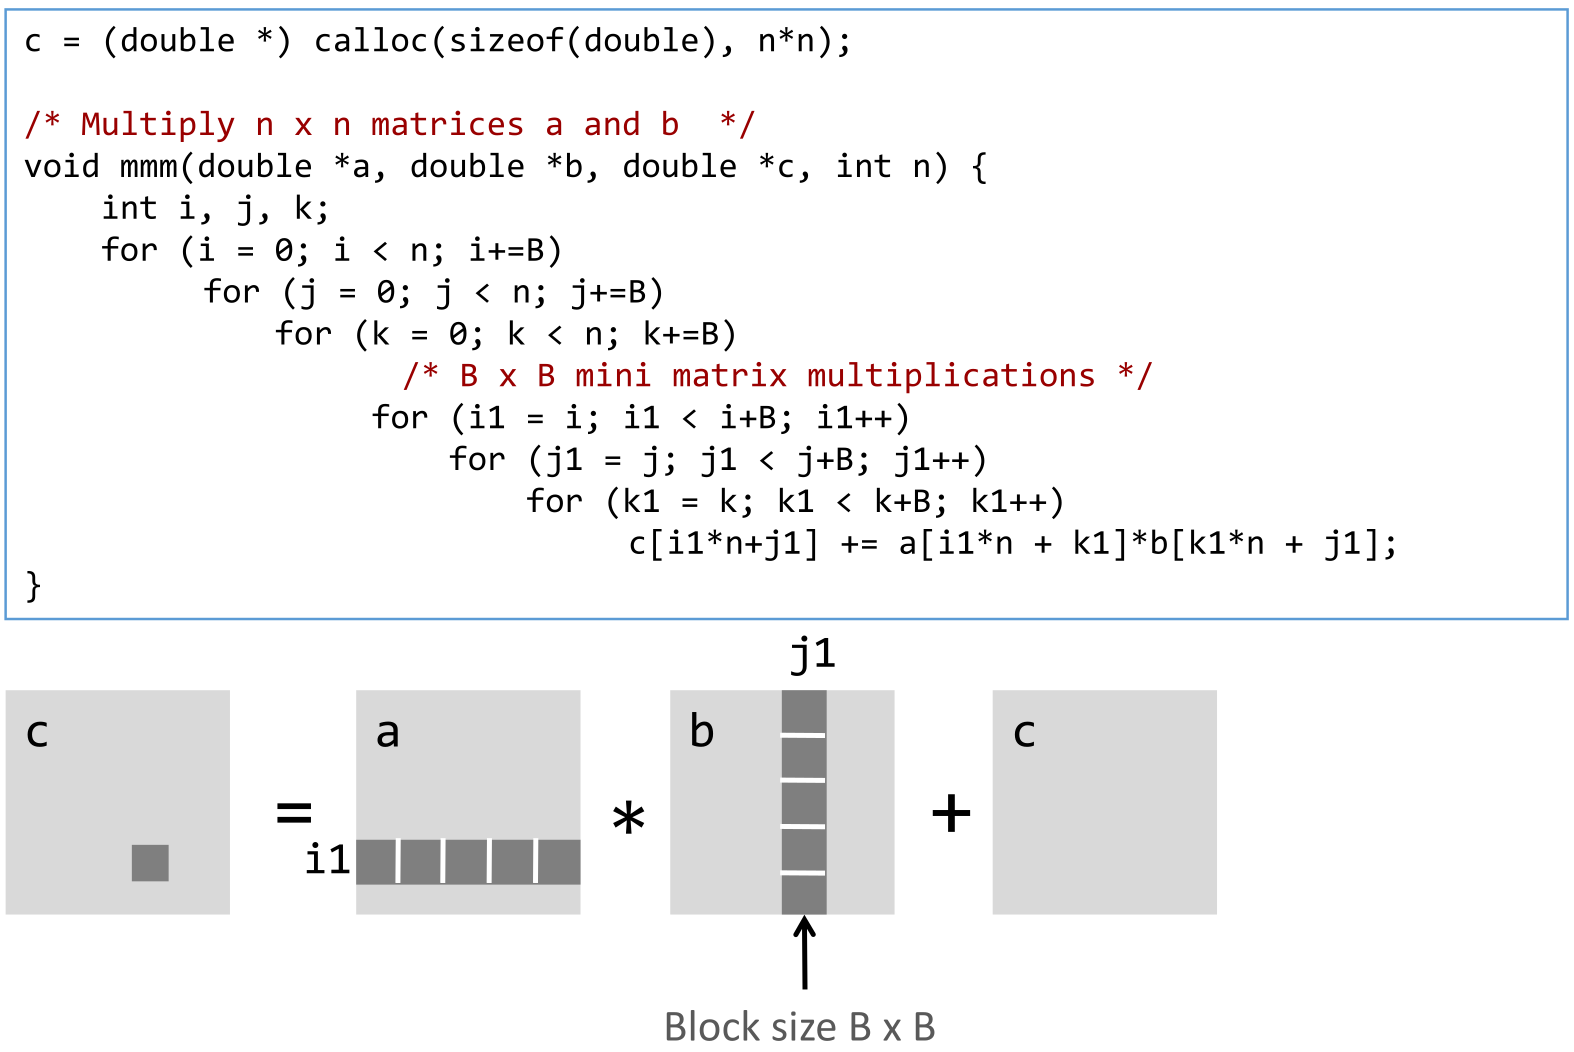 c = (double *) calloc(sizeof(double), n*n);
/* Multiply n x n matrices a and b  */
void mmm(double *a, double *b, double *c, int n) {
    int i, j, k;
    for (i = 0; i < n; i+=B)
         for (j = 0; j < n; j+=B)
             for (k = 0; k < n; k+=B)
                    /* B x B mini matrix multiplications */
                  for (i1 = i; i1 < i+B; i1++)
                      for (j1 = j; j1 < j+B; j1++)
                          for (k1 = k; k1 < k+B; k1++)
                               c[i1*n+j1] += a[i1*n + k1]*b[k1*n + j1];
}
j1
c a b c
= * +
i1
Block size B x B